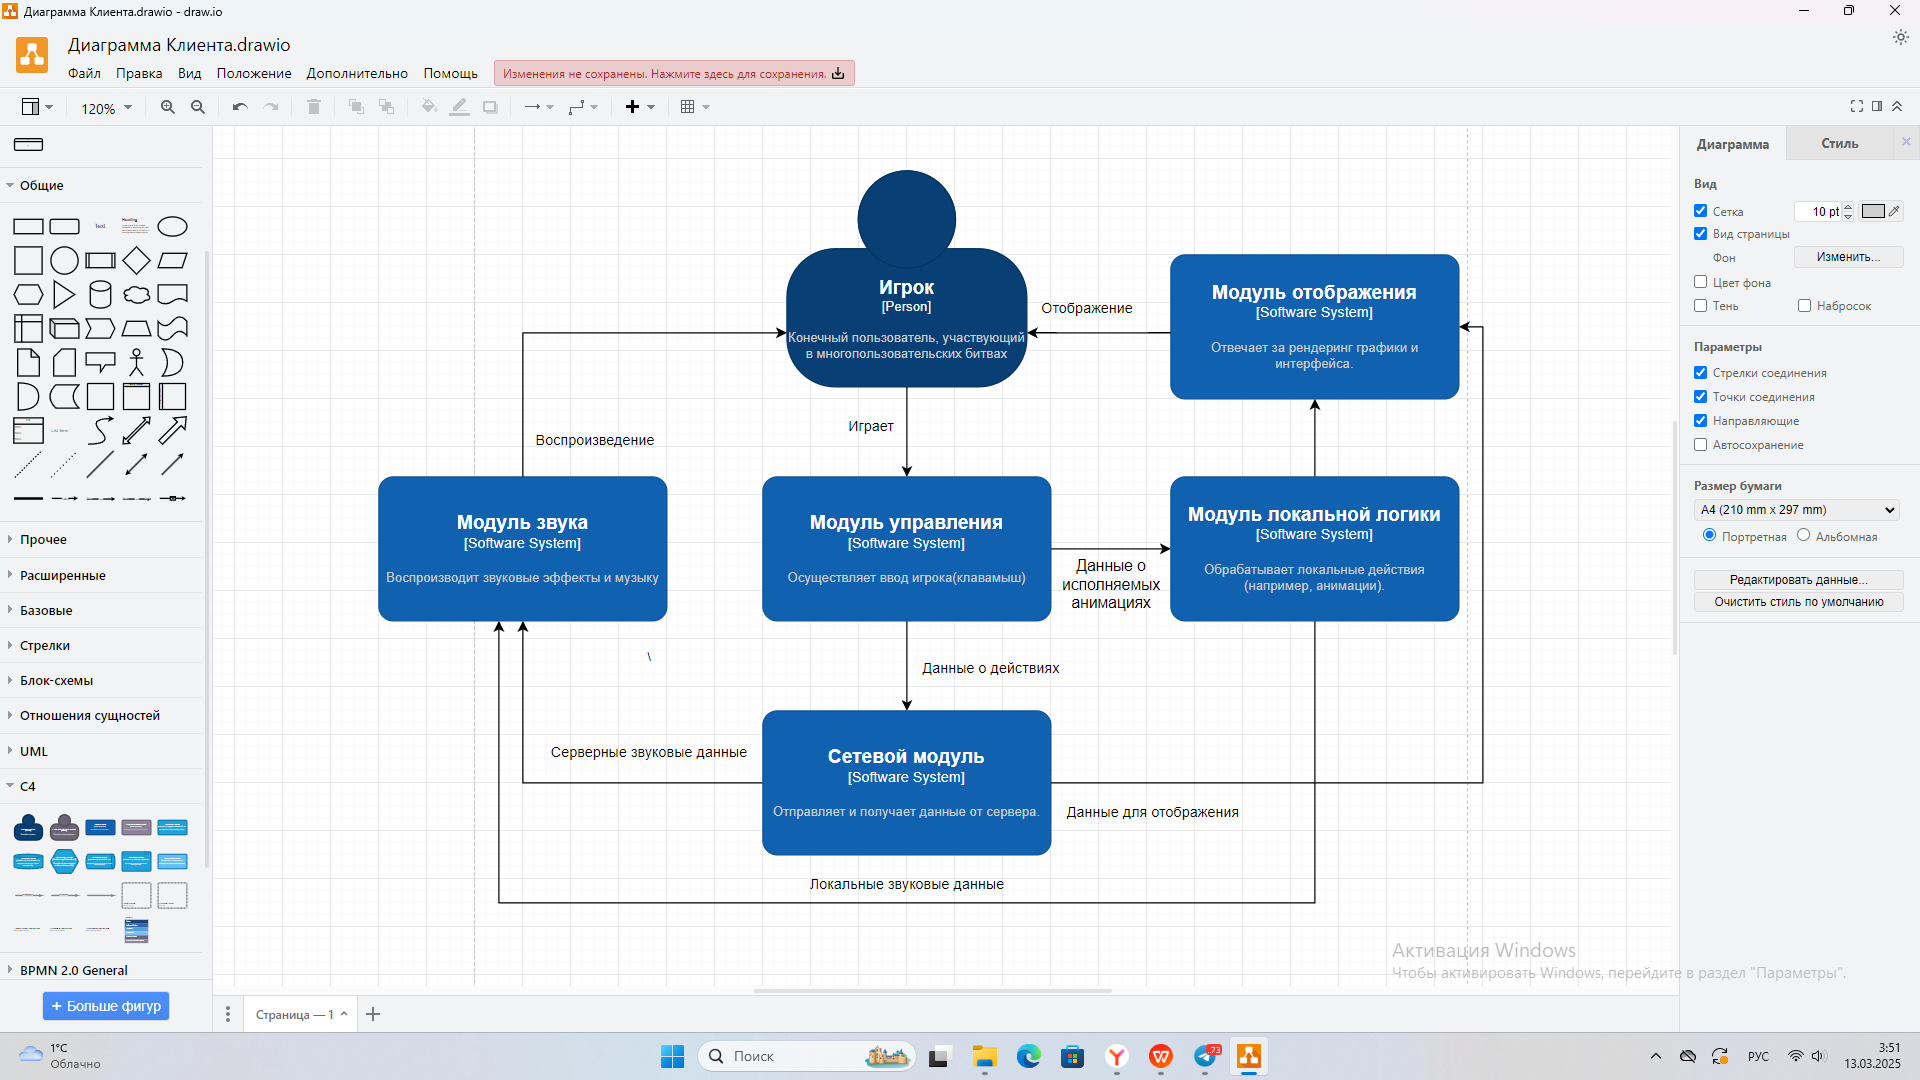 Диаграмма Клиента.drawio - draw.io
Диаграмма Клиента.drawio
Файл Правка Вид Положение Дополнительно Помощь
Изменения не сохранены. Нажмите здесь для сохранения.
120%
Общие
Text
Heading
List Item
Прочее
Расширенные
Базовые
Стрелки
Блок-схемы
Отношения сущностей
UML
C4
BPMN 2.0 General
+ Больше фигур
Игрок
[Person]
Конечный пользователь, участвующий
в многопользовательских битвах
Отображение
Модуль отображения
[Software System]
Отвечает за рендеринг графики и
интерфейса.
Воспроизведение
Играет
Модуль звука
[Software System]
Воспроизводит звуковые эффекты и музыку
Модуль управления
[Software System]
Осуществляет ввод игрока(клавамыш)
Данные о
исполняемых
анимациях
Модуль локальной логики
[Software System]
Обрабатывает локальные действия
(например, анимации).
\
Данные о действиях
Серверные звуковые данные
Сетевой модуль
[Software System]
Отправляет и получает данные от сервера.
Данные для отображения
Локальные звуковые данные
Диаграмма
Стиль
Вид
Сетка
10 pt
Вид страницы
Фон
Изменить...
Цвет фона
Тень
Набросок
Параметры
Стрелки соединения
Точки соединения
Направляющие
Автосохранение
Размер бумаги
A4 (210 mm x 297 mm)
Портретная
Альбомная
Редактировать данные...
Очистить стиль по умолчанию
Активация Windows
Чтобы активировать Windows, перейдите в раздел "Параметры".
Страница — 1
1°C
Облачно
Поиск
73
РУС
3:51
13.03.2025